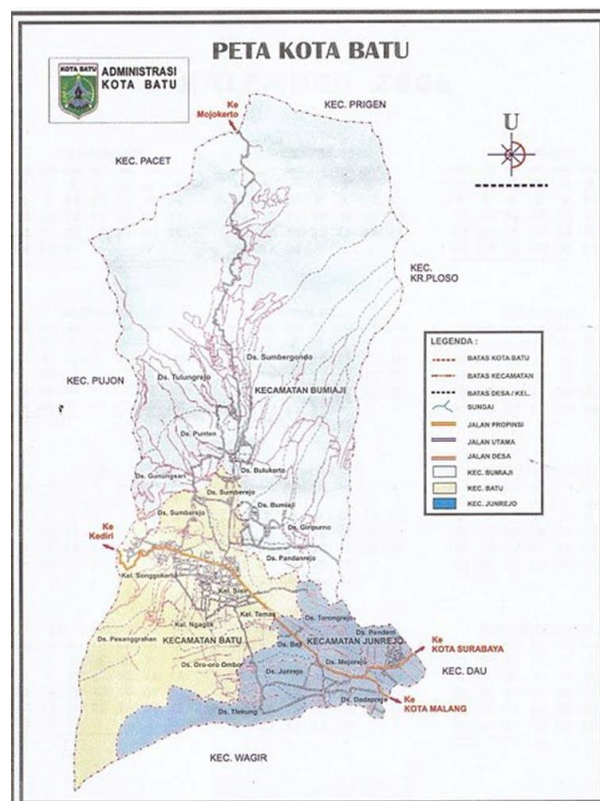 PETA KOTA BATU
KOTA BATU
ADMINISTRASI
KOTA BATU
Ke
Mojokerto
KEC. PRIGEN
U
KEC. PACET
KEC.
KR.PLOSO
LEGENDA :
BATAS KOTA BATU
BATAS KECAMATAN
BATAS DESA / KEL.
SUNGAI
JALAN PROPINSI
JALAN UTAMA
JALAN DESA
KEC. BUMIAJI
KEC. BATU
KEC. JUNREJO
Ds. Sumbergondo
KEC. PUJON
Ds. Tulungrejo
KECAMATAN BUMIAJI
Ds. Punten
Ds. Bulukerto
Ds. Gunungsari
Ds. Sumberejo
Ds. Bumiaji
Ds. Sumberejo
Ds. Giripurno
Ke
Kediri
Ds. Pandanrejo
Kel. Songgokerto
Kel. Sisir
Kel. Temas
Ds. Torongrejo
Kel. Ngaglik
Ds. Pendem
Ds. Pesanggrahan
KECAMATAN BATU
KECAMATAN JUNREJO
Ke
KOTA SURABAYA
Ds. Beji
Ds. Oro-oro Ombo
Ds. Mojorejo
Ds. Junrejo
KEC. DAU
Ds. Dadaprejo
Ke
KOTA MALANG
Ds. Tlekung
KEC. WAGIR